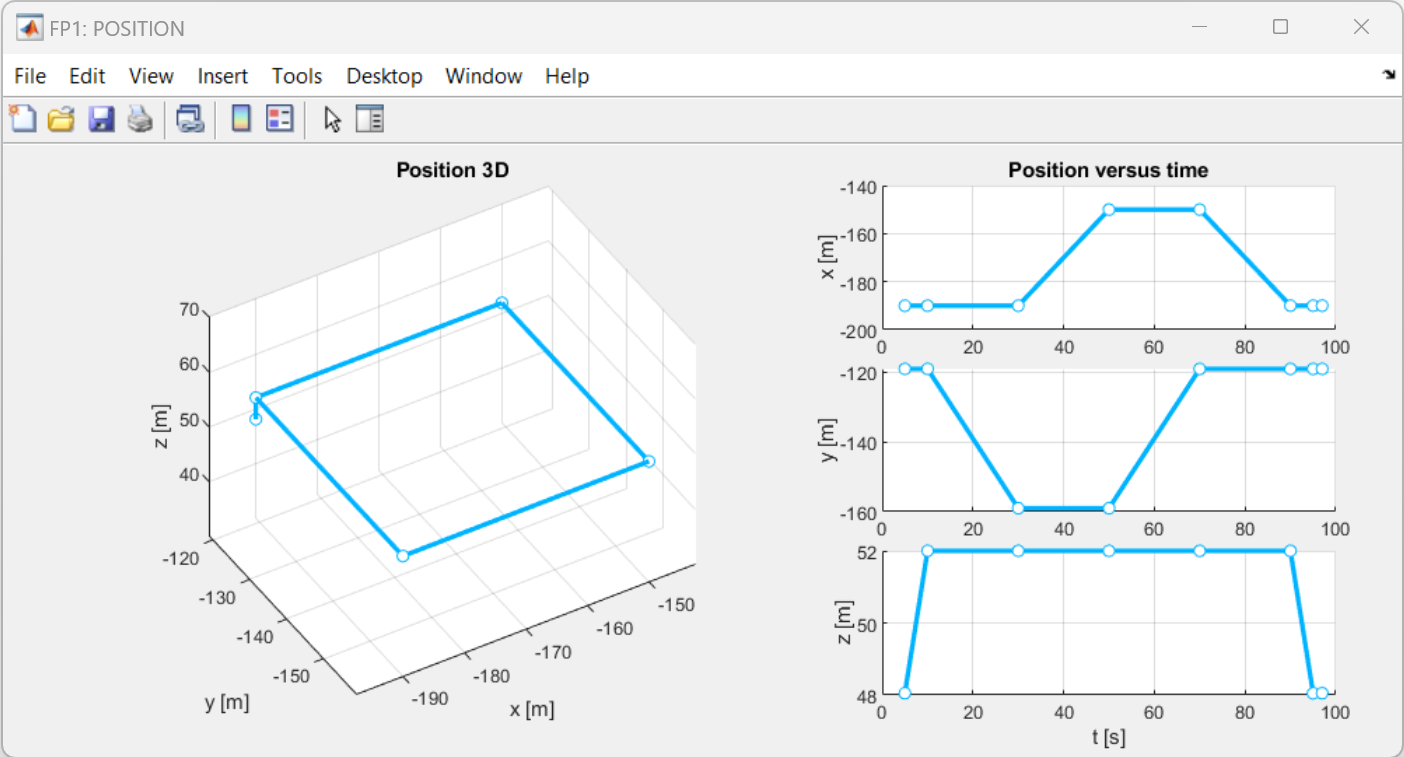 FP1: POSITION
File Edit View Insert Tools Desktop Window Help
Position 3D
70
60
50
40
z [m]
-120
-130
-140
-150
y [m]
-190
-180
-170
-160
-150
x [m]
Position versus time
-140
-160
-180
-200
x [m]
0 20 40 60 80 100
-120
-140
-160
y [m]
0 20 40 60 80 100
52
50
48
z [m]
0 20 40 60 80 100
t [s]